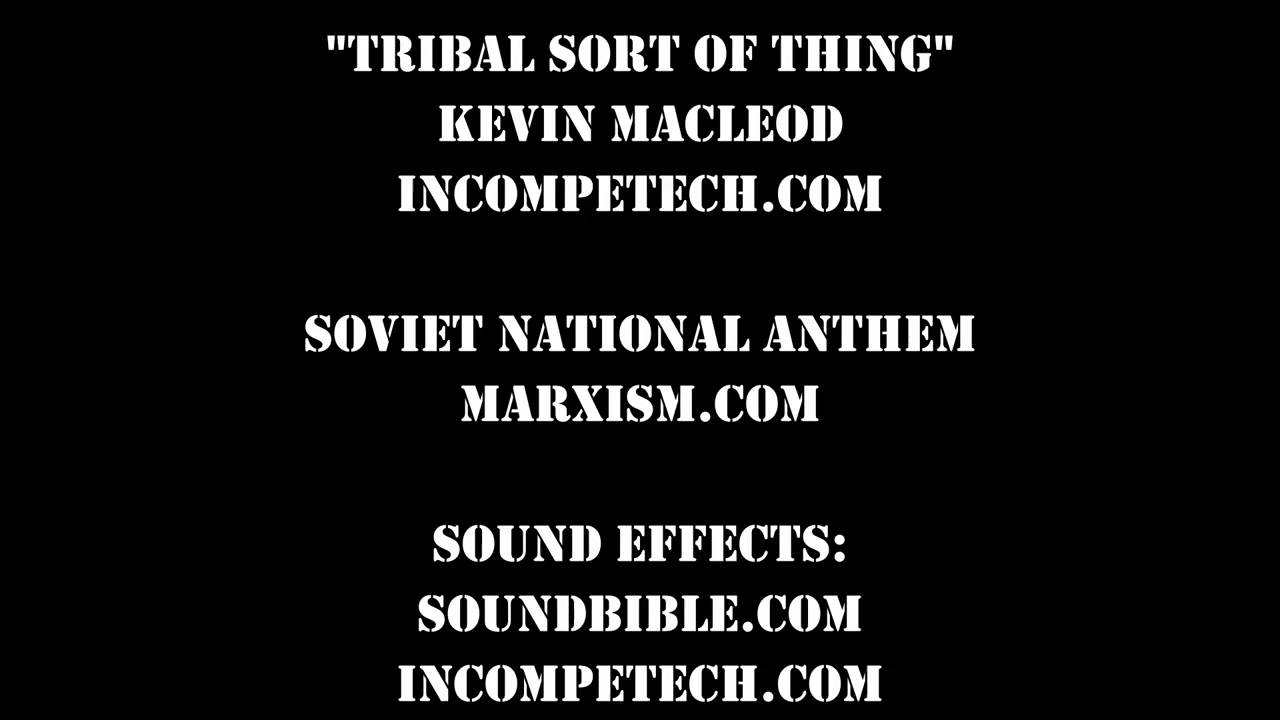 "TRIBAL SORT OF THING"
KEVIN MACLEOD
INCOMPETECH.COM
SOVIET NATIONAL ANTHEM
MARXISM.COM
SOUND EFFECTS:
SOUNDBIBLE.COM
INCOMPETECH.COM